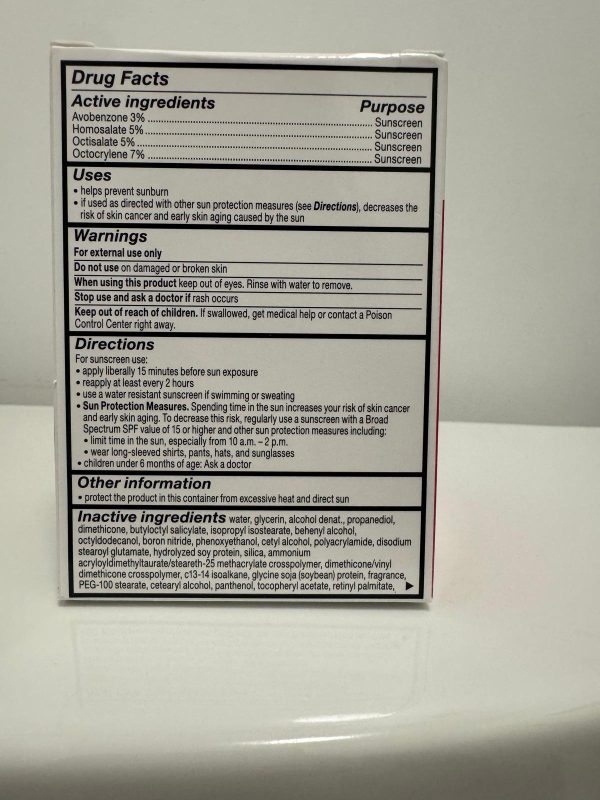 Drug Facts
Active ingredients Purpose
Avobenzone 3% ........ Sunscreen
Homosalate 5% ........ Sunscreen
Octisalate 5% ........ Sunscreen
Octocrylene 7% ........ Sunscreen
Uses
• helps prevent sunburn
• if used as directed with other sun protection measures (see Directions), decreases the
risk of skin cancer and early skin aging caused by the sun
Warnings
For external use only
Do not use on damaged or broken skin
When using this product keep out of eyes. Rinse with water to remove.
Stop use and ask a doctor if rash occurs
Keep out of reach of children. If swallowed, get medical help or contact a Poison
Control Center right away.
Directions
For sunscreen use:
• apply liberally 15 minutes before sun exposure
• reapply at least every 2 hours
• use a water resistant sunscreen if swimming or sweating
• Sun Protection Measures. Spending time in the sun increases your risk of skin cancer
and early skin aging. To decrease this risk, regularly use a sunscreen with a Broad
Spectrum SPF value of 15 or higher and other sun protection measures including:
• limit time in the sun, especially from 10 a.m. – 2 p.m.
• wear long-sleeved shirts, pants, hats, and sunglasses
• children under 6 months of age: Ask a doctor
Other information
• protect the product in this container from excessive heat and direct sun
Inactive ingredients water, glycerin, alcohol denat., propanediol,
dimethicone, butyloctyl salicylate, isopropyl isostearate, behenyl alcohol,
octyldodecanol, boron nitride, phenoxyethanol, cetyl alcohol, polyacrylamide, disodium
stearoyl glutamate, hydrolyzed soy protein, silica, ammonium
acryloyldimethyltaurate/steareth-25 methacrylate crosspolymer, dimethicone/vinyl
dimethicone crosspolymer, c13-14 isoalkane, glycine soja (soybean) protein, fragrance,
PEG-100 stearate, cetearyl alcohol, panthenol, tocopheryl acetate, retinyl palmitate,